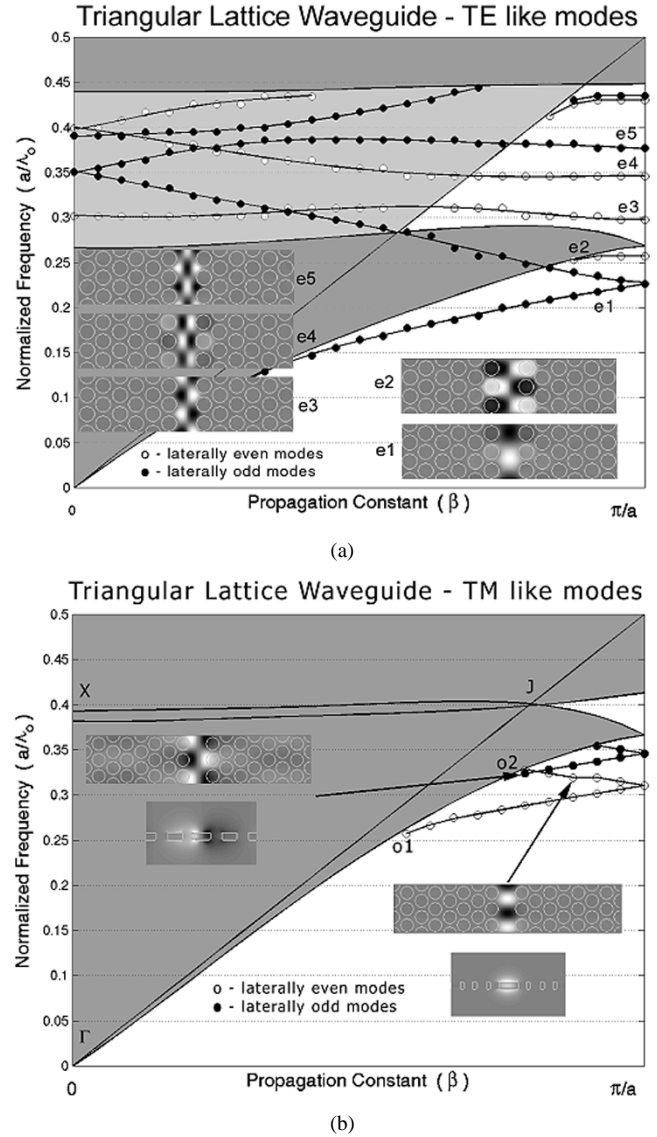 Triangular Lattice Waveguide - TE like modes
Normalized Frequency (a/λo)
0.5
0.45
0.4
0.35
0.3
0.25
0.2
0.15
0.1
0.05
0
e5
e4
e3
e2
e1
e5
e4
e3
e2
e1
○ - laterally even modes
● - laterally odd modes
0
Propagation Constant (β)
π/a
(a)
Triangular Lattice Waveguide - TM like modes
Normalized Frequency (a/λo)
0.5
0.45
0.4
0.35
0.3
0.25
0.2
0.15
0.1
0.05
0
X
J
o2
o1
Γ
○ - laterally even modes
● - laterally odd modes
0
Propagation Constant (β)
π/a
(b)